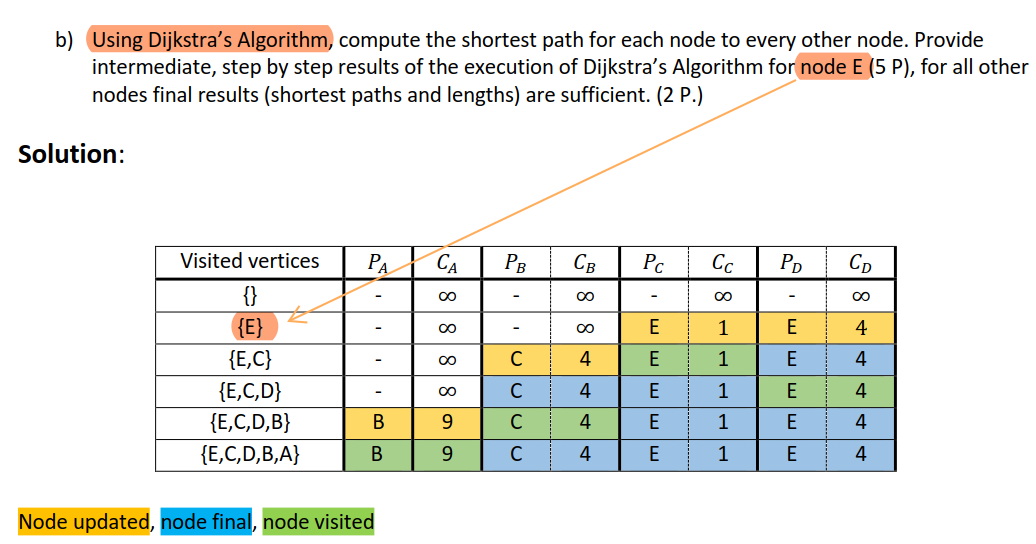 b) Using Dijkstra's Algorithm, compute the shortest path for each node to every other node. Provide
intermediate, step by step results of the execution of Dijkstra's Algorithm for node E (5 P), for all other
nodes final results (shortest paths and lengths) are sufficient. (2 P.)
Solution:
Visited vertices P_A C_A P_B C_B P_C C_C P_D C_D
{} - ∞ - ∞ - ∞ - ∞
{E} - ∞ - ∞ E 1 E 4
{E,C} - ∞ C 4 E 1 E 4
{E,C,D} - ∞ C 4 E 1 E 4
{E,C,D,B} B 9 C 4 E 1 E 4
{E,C,D,B,A} B 9 C 4 E 1 E 4
Node updated, node final, node visited